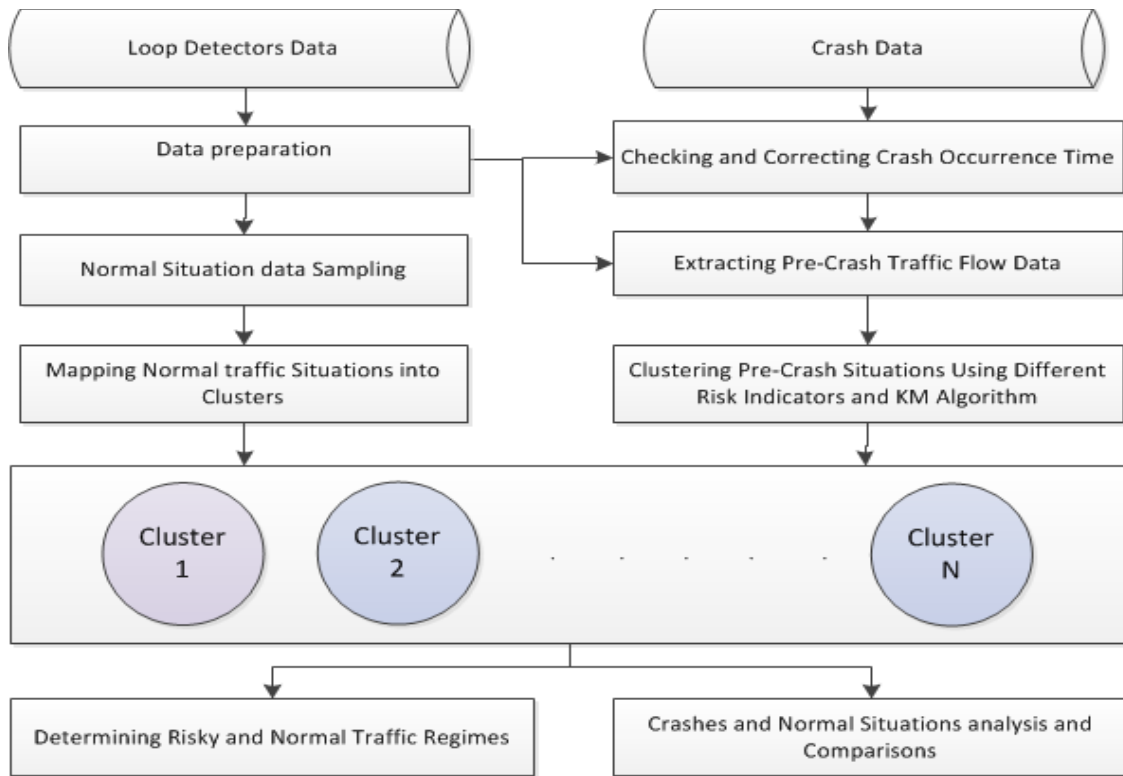 Loop Detectors Data
Crash Data
Data preparation
Checking and Correcting Crash Occurrence Time
Normal Situation data Sampling
Extracting Pre-Crash Traffic Flow Data
Mapping Normal traffic Situations into
Clusters
Clustering Pre-Crash Situations Using Different
Risk Indicators and KM Algorithm
Cluster
1
Cluster
2
. . . . . .
Cluster
N
Determining Risky and Normal Traffic Regimes
Crashes and Normal Situations analysis and
Comparisons